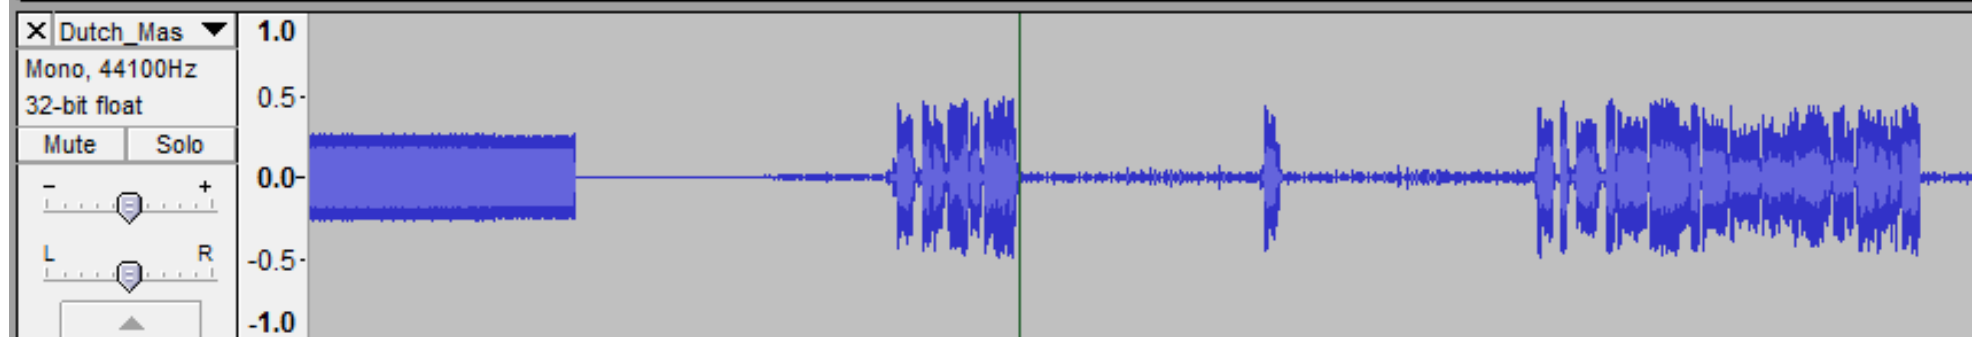 X Dutch_Mas
Mono, 44100Hz
32-bit float
Mute Solo
- +
L R
1.0
0.5-
0.0-
-0.5-
-1.0